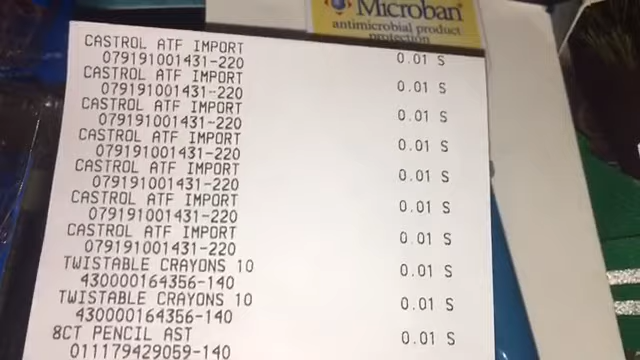 Microban
antimicrobial product
protection
CASTROL ATF IMPORT
079191001431-220 0.01 S
CASTROL ATF IMPORT
079191001431-220 0.01 S
CASTROL ATF IMPORT
079191001431-220 0.01 S
CASTROL ATF IMPORT
079191001431-220 0.01 S
CASTROL ATF IMPORT
079191001431-220 0.01 S
CASTROL ATF IMPORT
079191001431-220 0.01 S
CASTROL ATF IMPORT
079191001431-220 0.01 S
TWISTABLE CRAYONS 10
430000164356-140 0.01 S
TWISTABLE CRAYONS 10
430000164356-140 0.01 S
8CT PENCIL AST
011179429059-140 0.01 S